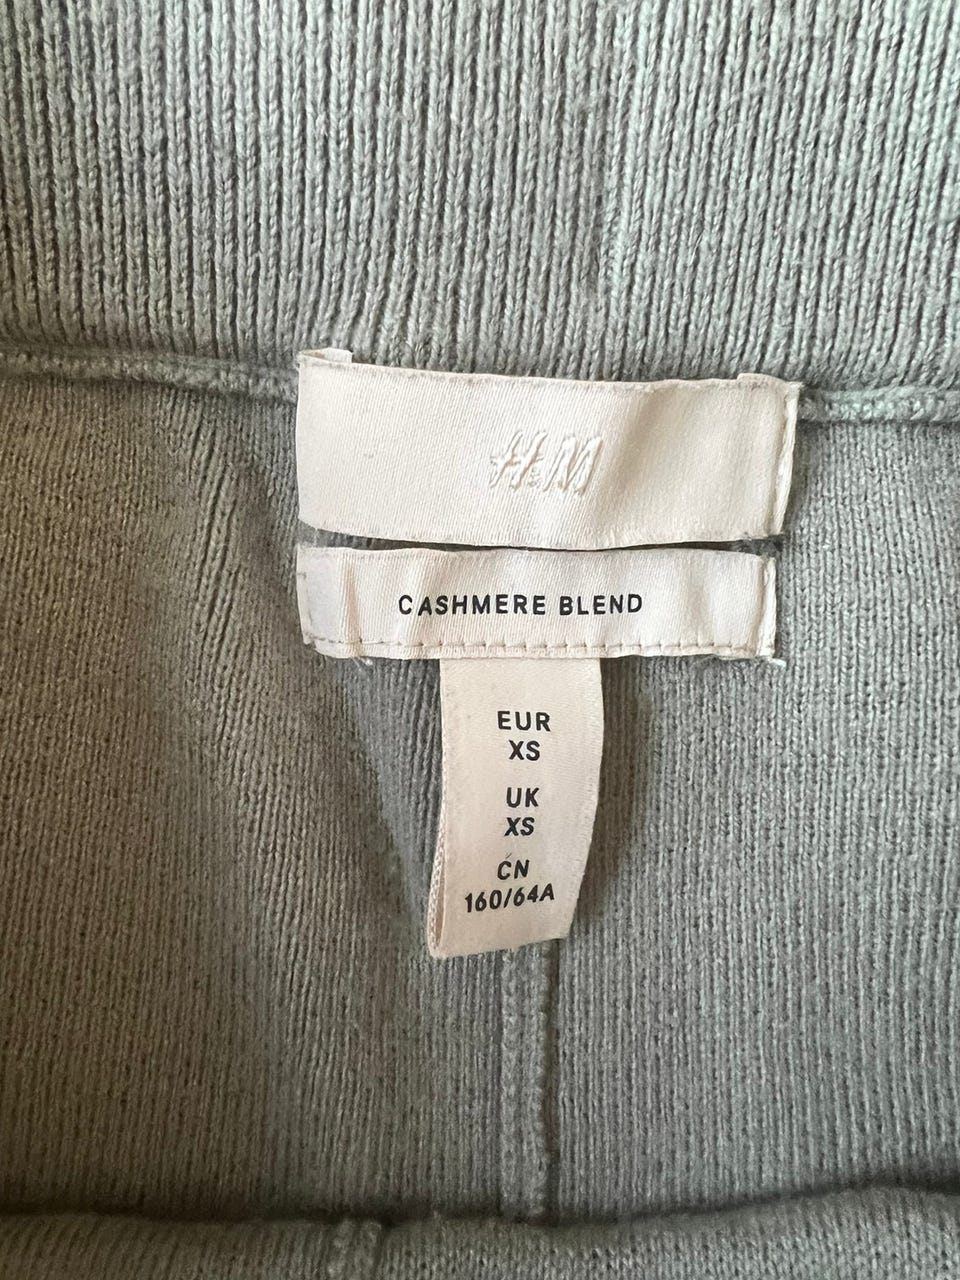 H&M
CASHMERE BLEND
EUR
XS
UK
XS
CN
160/64A